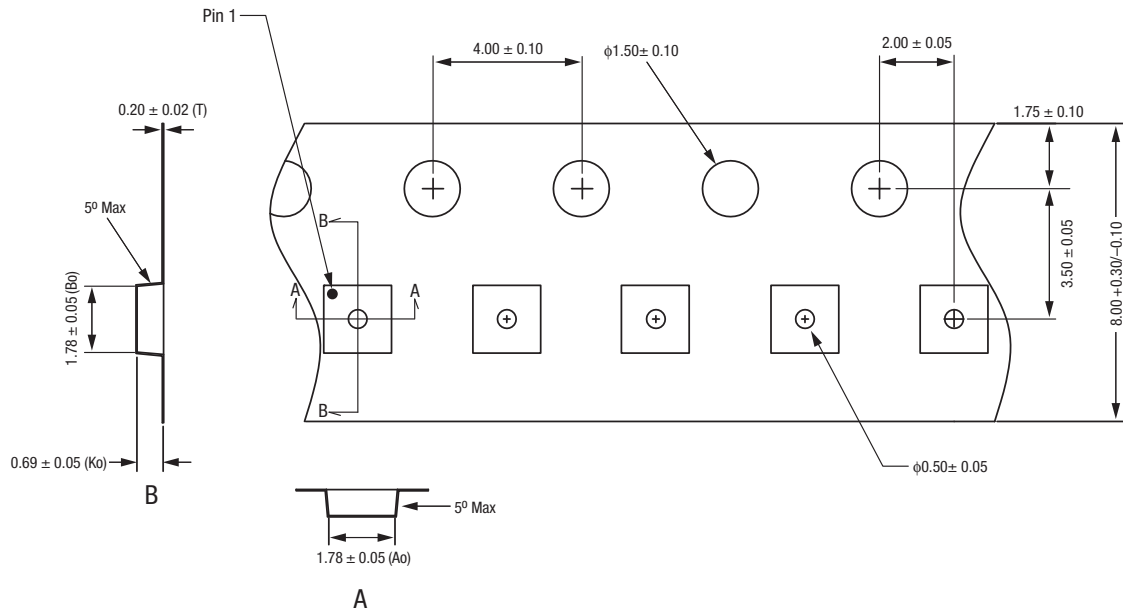 Pin 1
4.00 ± 0.10
ϕ1.50± 0.10
2.00 ± 0.05
0.20 ± 0.02 (T)
1.75 ± 0.10
5º Max
B
3.50 ± 0.05
8.00 +0.30/–0.10
1.78 ± 0.05 (Bo)
A
A
B
0.69 ± 0.05 (Ko)
ϕ0.50± 0.05
B
5º Max
1.78 ± 0.05 (Ao)
A